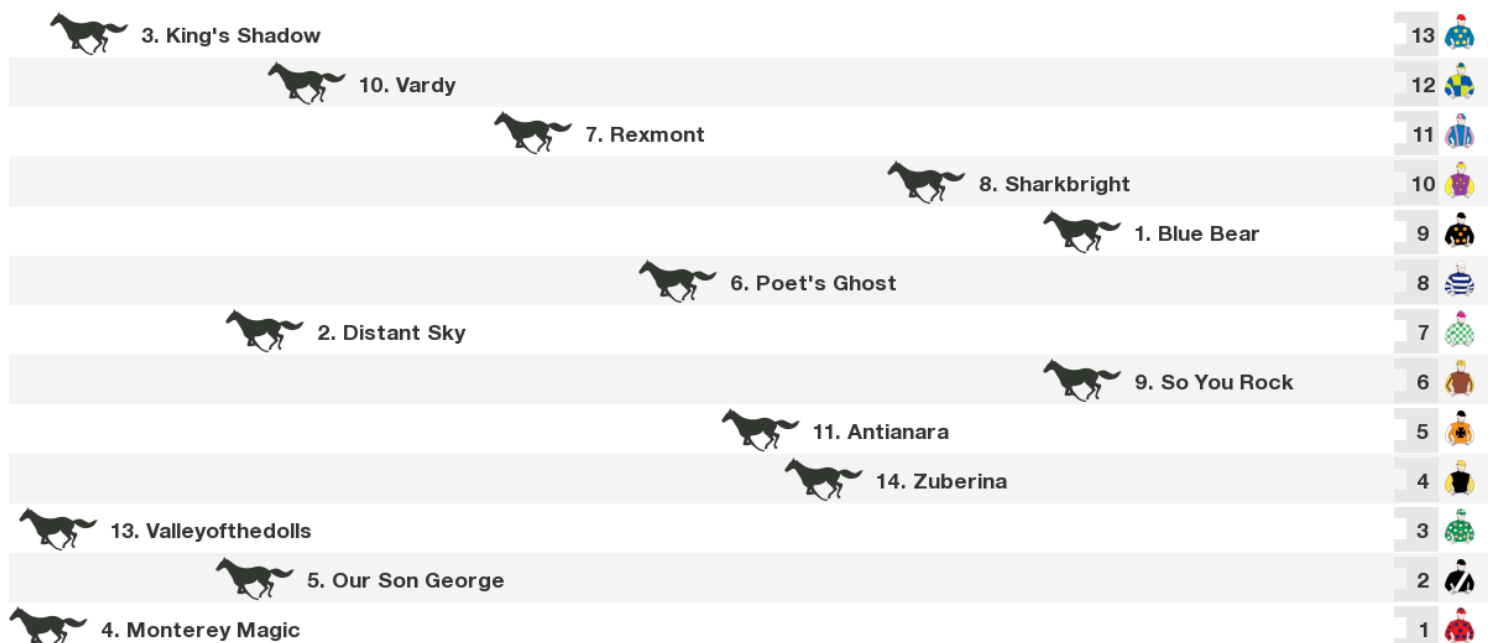 3. King's Shadow 13
10. Vardy 12
7. Rexmont 11
8. Sharkbright 10
1. Blue Bear 9
6. Poet's Ghost 8
2. Distant Sky 7
9. So You Rock 6
11. Antianara 5
14. Zuberina 4
13. Valleyofthedolls 3
5. Our Son George 2
4. Monterey Magic 1